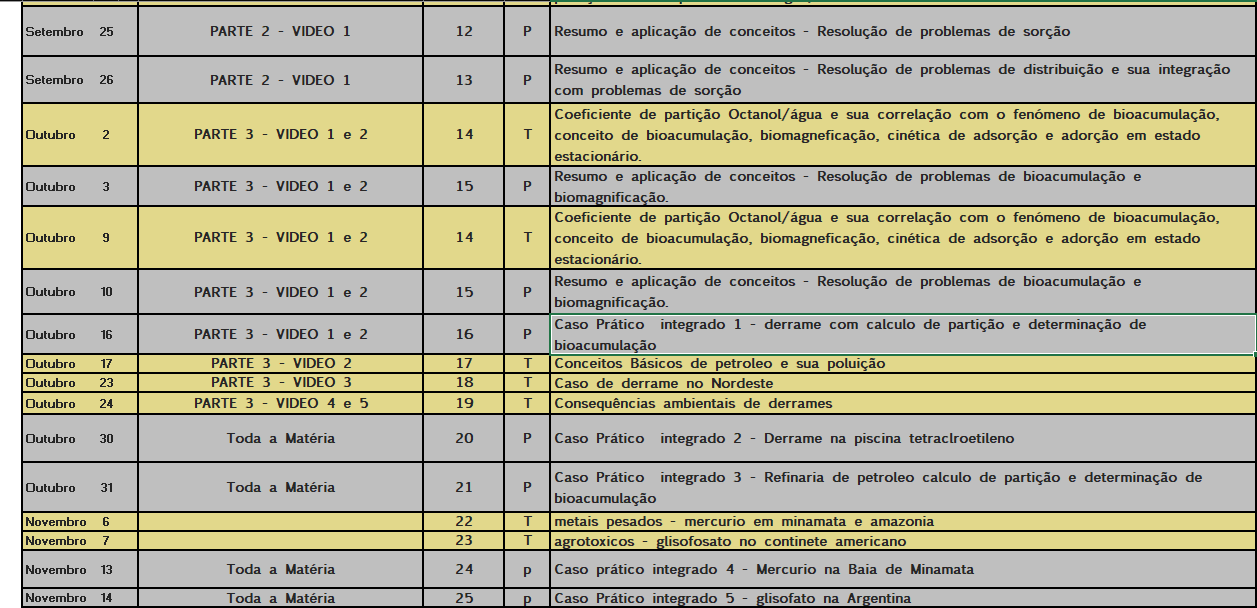 Setembro 25 PARTE 2 - VIDEO 1 12 P Resumo e aplicação de conceitos - Resolução de problemas de sorção
Setembro 26 PARTE 2 - VIDEO 1 13 P Resumo e aplicação de conceitos - Resolução de problemas de distribuição e sua integração
com problemas de sorção
Outubro 2 PARTE 3 - VIDEO 1 e 2 14 T Coeficiente de partição Octanol/água e sua correlação com o fenómeno de bioacumulação,
conceito de bioacumulação, biomagneficação, cinética de adsorção e adorção em estado
estacionário.
Outubro 3 PARTE 3 - VIDEO 1 e 2 15 P Resumo e aplicação de conceitos - Resolução de problemas de bioacumulação e
biomagnificação.
Outubro 9 PARTE 3 - VIDEO 1 e 2 14 T Coeficiente de partição Octanol/água e sua correlação com o fenómeno de bioacumulação,
conceito de bioacumulação, biomagneficação, cinética de adsorção e adorção em estado
estacionário.
Outubro 10 PARTE 3 - VIDEO 1 e 2 15 P Resumo e aplicação de conceitos - Resolução de problemas de bioacumulação e
biomagnificação.
Outubro 16 PARTE 3 - VIDEO 1 e 2 16 P Caso Prático integrado 1 - derrame com calculo de partição e determinação de
bioacumulação
Outubro 17 PARTE 3 - VIDEO 2 17 T Conceitos Básicos de petroleo e sua poluição
Outubro 23 PARTE 3 - VIDEO 3 18 T Caso de derrame no Nordeste
Outubro 24 PARTE 3 - VIDEO 4 e 5 19 T Consequências ambientais de derrames
Outubro 30 Toda a Matéria 20 P Caso Prático integrado 2 - Derrame na piscina tetraclroetileno
Outubro 31 Toda a Matéria 21 P Caso Prático integrado 3 - Refinaria de petroleo calculo de partição e determinação de
bioacumulação
Novembro 6 22 T metais pesados - mercurio em minamata e amazonia
Novembro 7 23 T agrotoxicos - glisofosato no continete americano
Novembro 13 Toda a Matéria 24 p Caso prático integrado 4 - Mercurio na Baia de Minamata
Novembro 14 Toda a Matéria 25 p Caso Prático integrado 5 - glisofato na Argentina